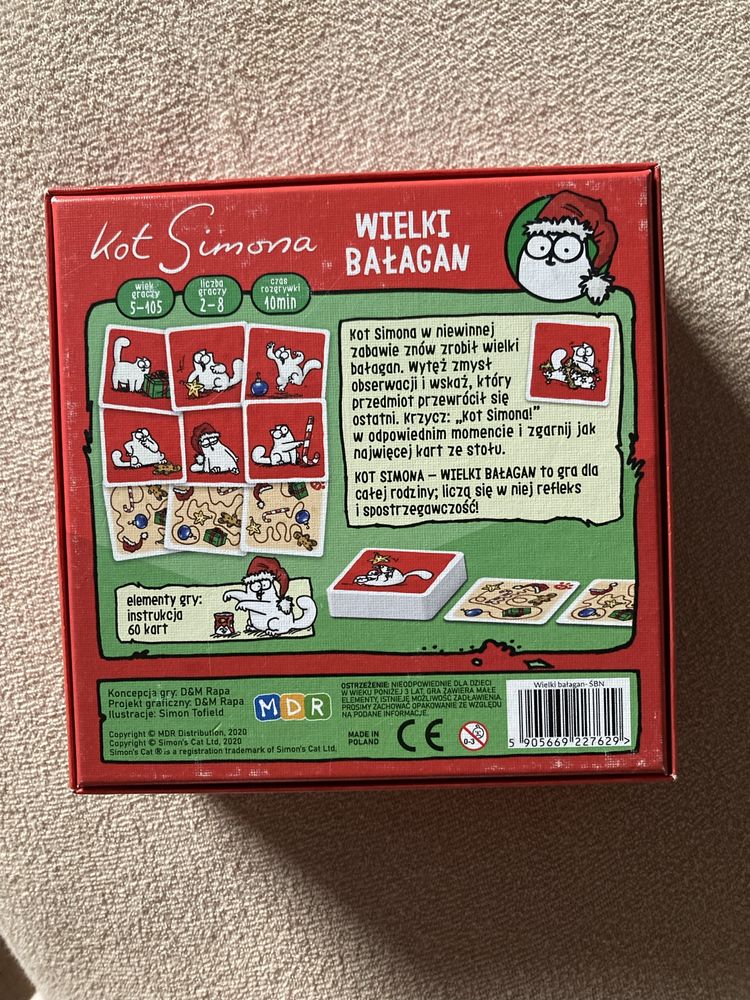 Kot Simona
WIELKI
BAŁAGAN
wiek
graczy
5-105
liczba
graczy
2-8
czas
rozgrywki
10min
Kot Simona w niewinnej
zabawie znów zrobił wielki
bałagan. Wytęż zmysł
obserwacji i wskaż, który
przedmiot przewrócił się
ostatni. Krzycz: „Kot Simona!”
w odpowiednim momencie i zgarnij jak
najwięcej kart ze stołu.
KOT SIMONA – WIELKI BAŁAGAN to gra dla
całej rodziny; liczą się w niej refleks
i spostrzegawczość!
elementy gry:
instrukcja
60 kart
Koncepcja gry: D&M Rapa
Projekt graficzny: D&M Rapa
Ilustracje: Simon Tofield
Copyright © MDR Distribution, 2020
Copyright © Simon's Cat Ltd, 2020
Simon's Cat ® is a registration trademark of Simon's Cat Ltd.
MDR
OSTRZEŻENIE: NIEODPOWIEDNIE DLA DZIECI
W WIEKU PONIŻEJ 3 LAT, GRA ZAWIERA MAŁE
ELEMENTY, ISTNIEJE MOŻLIWOŚĆ ZADŁAWIENIA.
PROSIMY ZACHOWAĆ OPAKOWANIE ZE WZGLĘDU
NA PODANE INFORMACJE.
MADE IN
POLAND
CE
0-3
Wielki bałagan- ŚBN
5 905669 227629 >